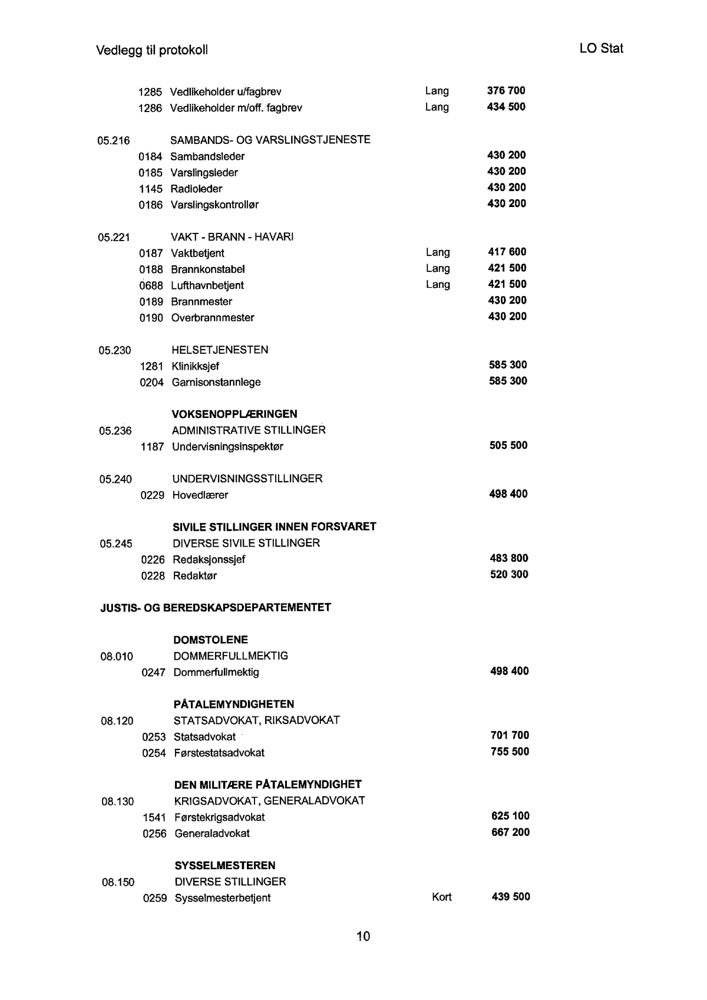 Vedlegg til protokoll LO Stat
1285 Vedlikeholder u/fagbrev Lang 376 700
1286 Vedlikeholder m/off. fagbrev Lang 434 500
05.216 SAMBANDS- OG VARSLINGSTJENESTE
0184 Sambandsleder 430 200
0185 Varslingsleder 430 200
1145 Radioleder 430 200
0186 Varslingskontrollør 430 200
05.221 VAKT - BRANN - HAVARI
0187 Vaktbetjent Lang 417 600
0188 Brannkonstabel Lang 421 500
0688 Lufthavnbetjent Lang 421 500
0189 Brannmester 430 200
0190 Overbrannmester 430 200
05.230 HELSETJENESTEN
1281 Klinikksjef 585 300
0204 Garnisonstannlege 585 300
VOKSENOPPLÆRINGEN
05.236 ADMINISTRATIVE STILLINGER
1187 Undervisningsinspektør 505 500
05.240 UNDERVISNINGSSTILLINGER
0229 Hovedlærer 498 400
SIVILE STILLINGER INNEN FORSVARET
05.245 DIVERSE SIVILE STILLINGER
0226 Redaksjonssjef 483 800
0228 Redaktør 520 300
JUSTIS- OG BEREDSKAPSDEPARTEMENTET
DOMSTOLENE
08.010 DOMMERFULLMEKTIG
0247 Dommerfullmektig 498 400
PÅTALEMYNDIGHETEN
08.120 STATSADVOKAT, RIKSADVOKAT
0253 Statsadvokat 701 700
0254 Førstestatsadvokat 755 500
DEN MILITÆRE PÅTALEMYNDIGHET
08.130 KRIGSADVOKAT, GENERALADVOKAT
1541 Førstekrigsadvokat 625 100
0256 Generaladvokat 667 200
SYSSELMESTEREN
08.150 DIVERSE STILLINGER
0259 Sysselmesterbetjent Kort 439 500
10